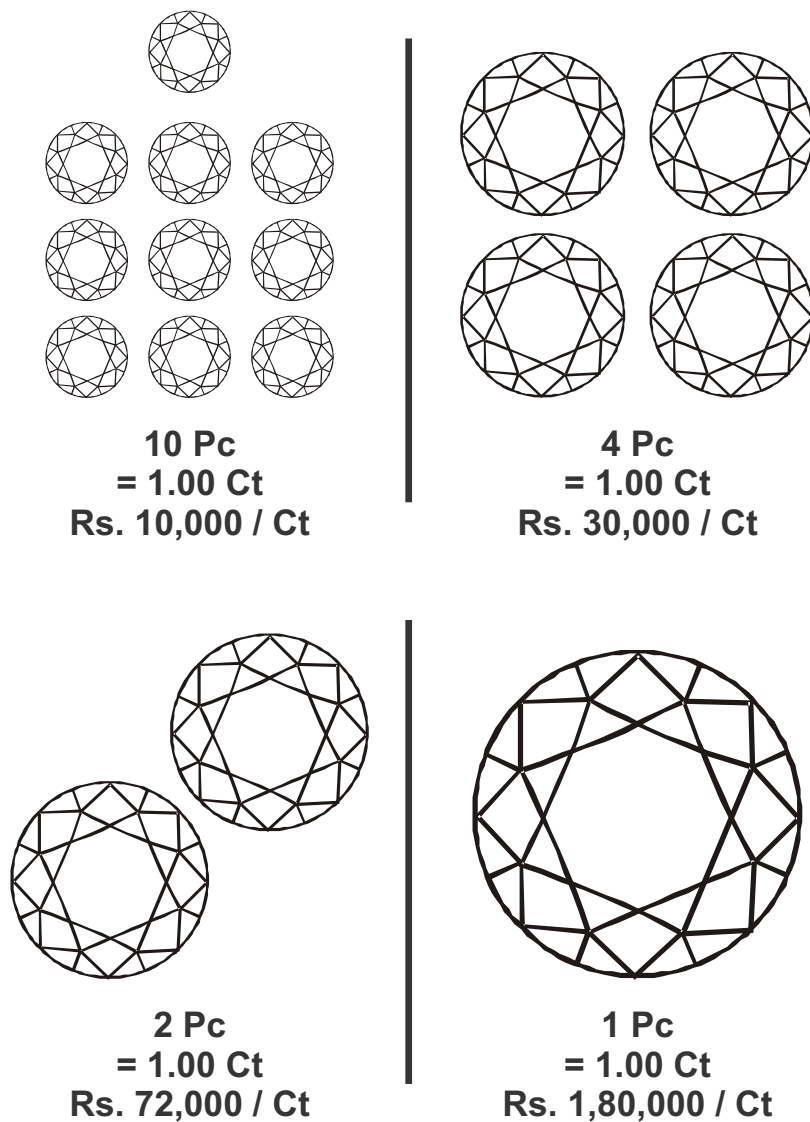 10 Pc
= 1.00 Ct
Rs. 10,000 / Ct
4 Pc
= 1.00 Ct
Rs. 30,000 / Ct
2 Pc
= 1.00 Ct
Rs. 72,000 / Ct
1 Pc
= 1.00 Ct
Rs. 1,80,000 / Ct